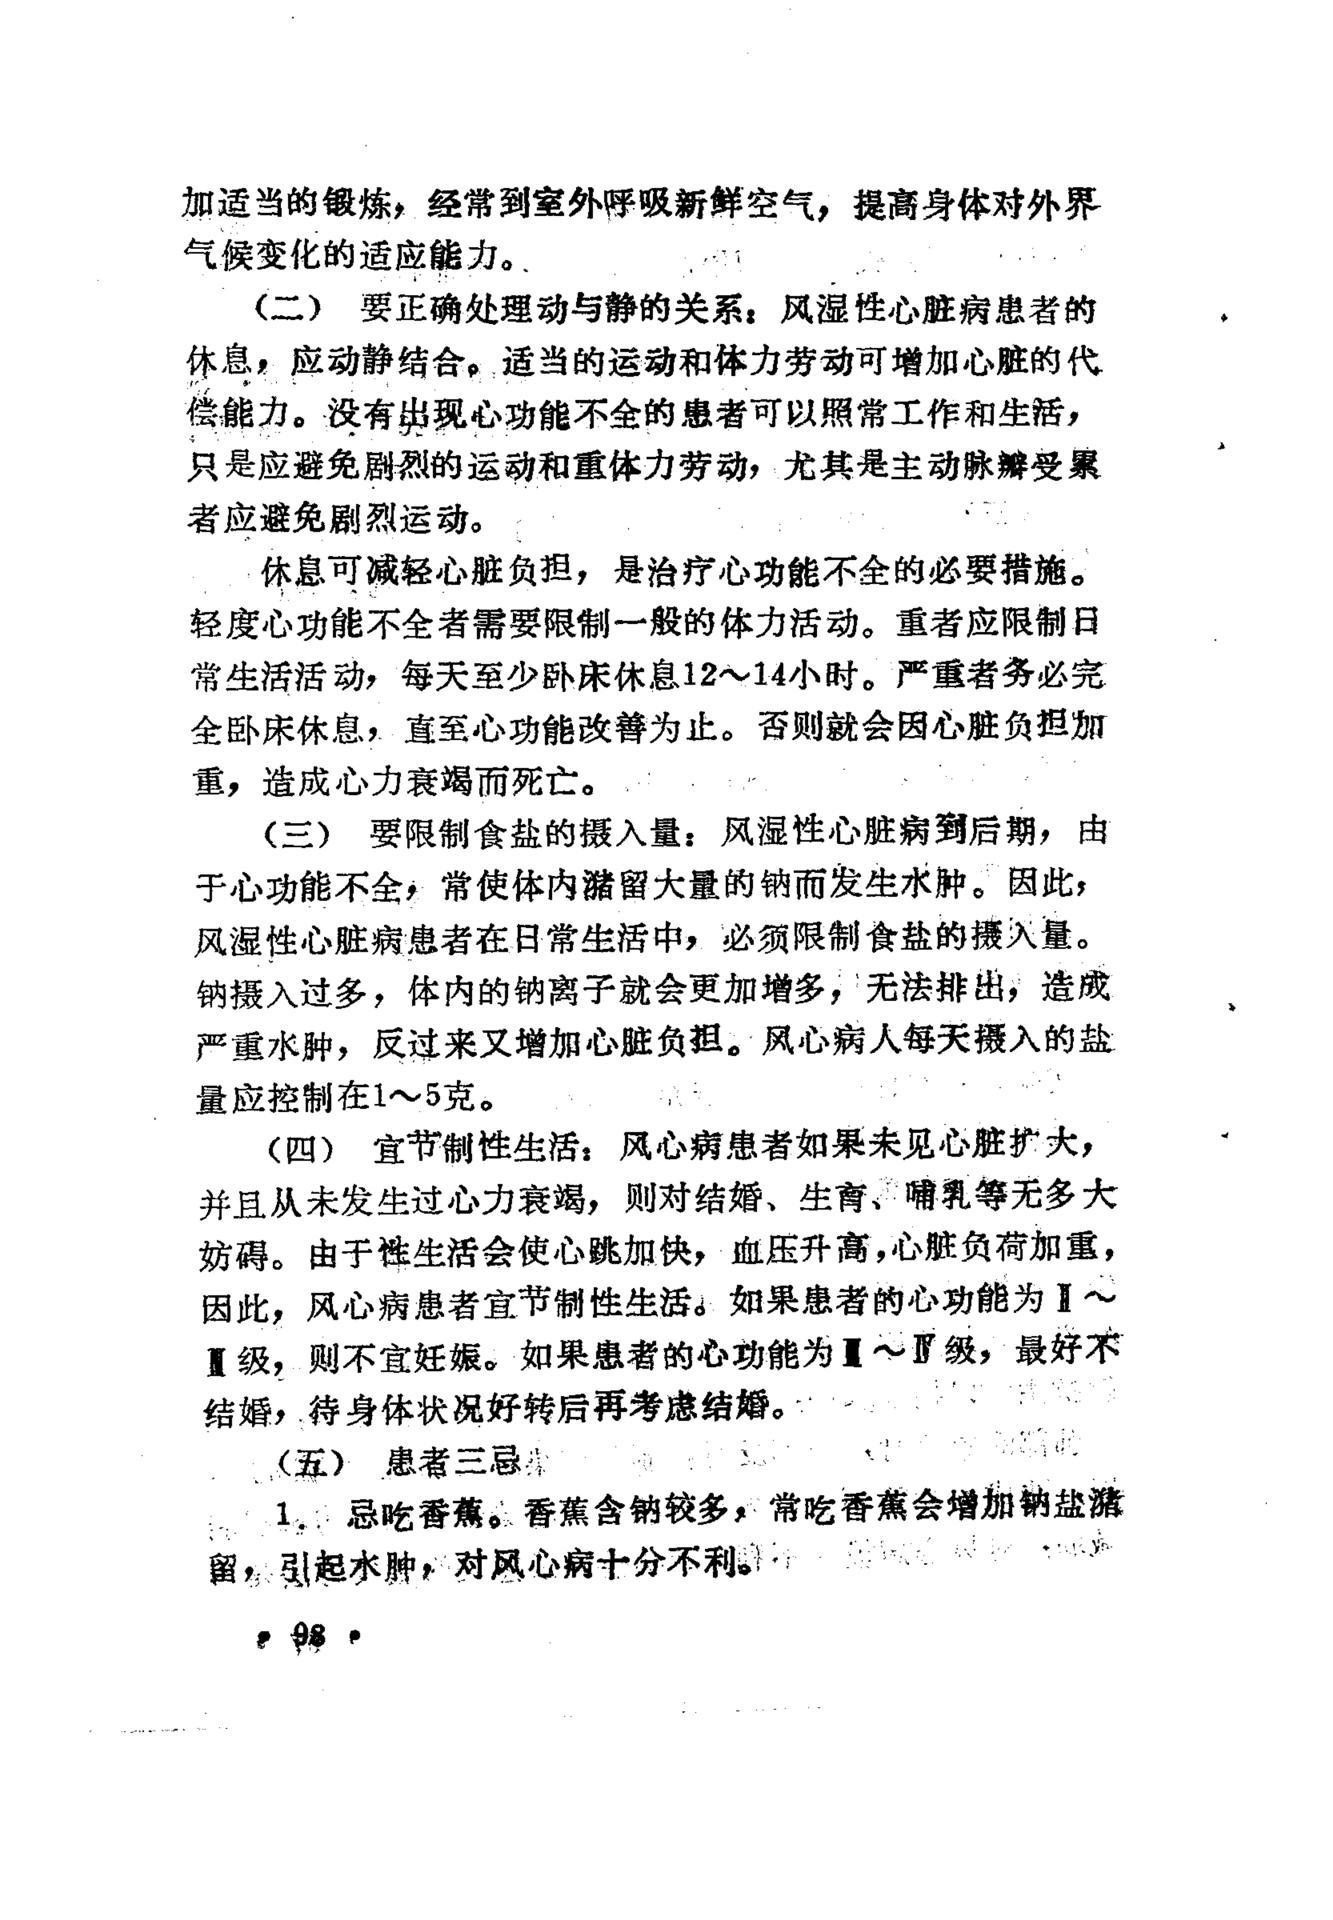 加适当的锻炼，经常到室外呼吸新鲜空气，提高身体对外界
气候变化的适应能力。
（二） 要正确处理动与静的关系：风湿性心脏病患者的
休息，应动静结合。适当的运动和体力劳动可增加心脏的代
偿能力。没有出现心功能不全的患者可以照常工作和生活，
只是应避免剧烈的运动和重体力劳动，尤其是主动脉瓣受累
者应避免剧烈运动。
休息可减轻心脏负担，是治疗心功能不全的必要措施。
轻度心功能不全者需要限制一般的体力活动。重者应限制日
常生活活动，每天至少卧床休息12～14小时。严重者务必完
全卧床休息，直至心功能改善为止。否则就会因心脏负担加
重，造成心力衰竭而死亡。
（三） 要限制食盐的摄入量：风湿性心脏病到后期，由
于心功能不全，常使体内潴留大量的钠而发生水肿。因此，
风湿性心脏病患者在日常生活中，必须限制食盐的摄入量。
钠摄入过多，体内的钠离子就会更加增多，无法排出，造成
严重水肿，反过来又增加心脏负担。风心病人每天摄入的盐
量应控制在1～5克。
（四） 宜节制性生活：风心病患者如果未见心脏扩大，
并且从未发生过心力衰竭，则对结婚、生育、哺乳等无多大
妨碍。由于性生活会使心跳加快，血压升高，心脏负荷加重，
因此，风心病患者宜节制性生活。如果患者的心功能为Ⅱ～
Ⅲ级，则不宜妊娠。如果患者的心功能为Ⅲ～Ⅳ级，最好不
结婚，待身体状况好转后再考虑结婚。
（五） 患者三忌
1． 忌吃香蕉。香蕉含钠较多，常吃香蕉会增加钠盐潴
留，引起水肿，对风心病十分不利。
• 98 •